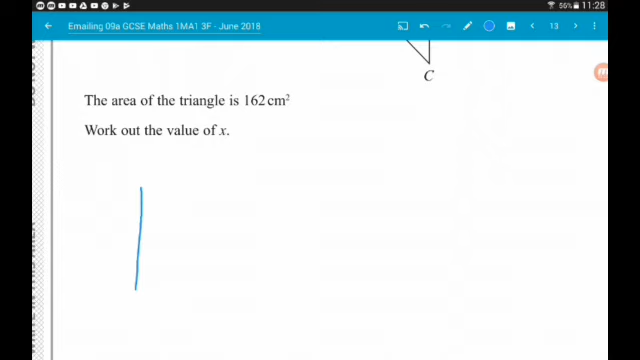 56% 11:28
Emailing 09a GCSE Maths 1MA1 3F - June 2018
13
C
The area of the triangle is 162 cm²
Work out the value of x.